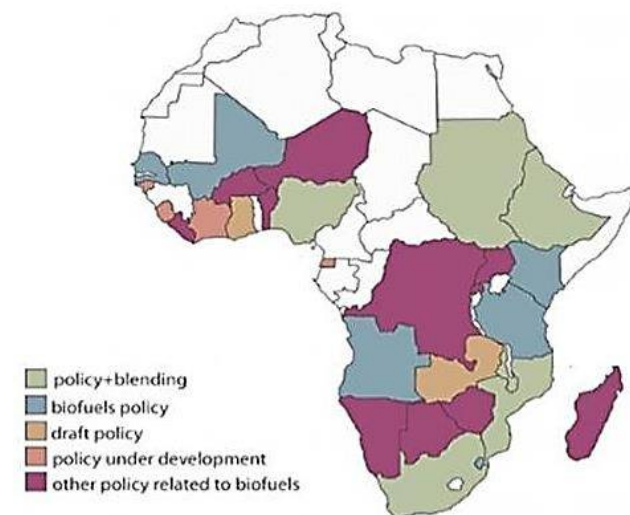 policy+blending
biofuels policy
draft policy
policy under development
other policy related to biofuels